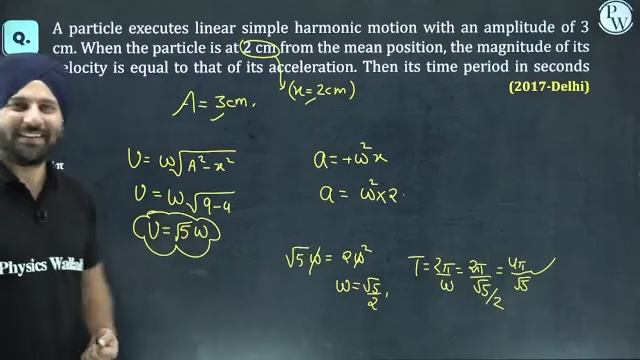 Q.
A particle executes linear simple harmonic motion with an amplitude of 3
cm. When the particle is at 2 cm from the mean position, the magnitude of its
velocity is equal to that of its acceleration. Then its time period in seconds
(2017-Delhi)
PW
A = 3cm.
(x=2cm)
π
υ = ω√A²-x²
a = +ω²x
υ = ω√9-4
a = ω²×2
υ = √5ω
√5ω = 2ω²
T = 2π/ω = 2π/√5/2 = 4π/√5
ω = √5/2,
Physics Wallah